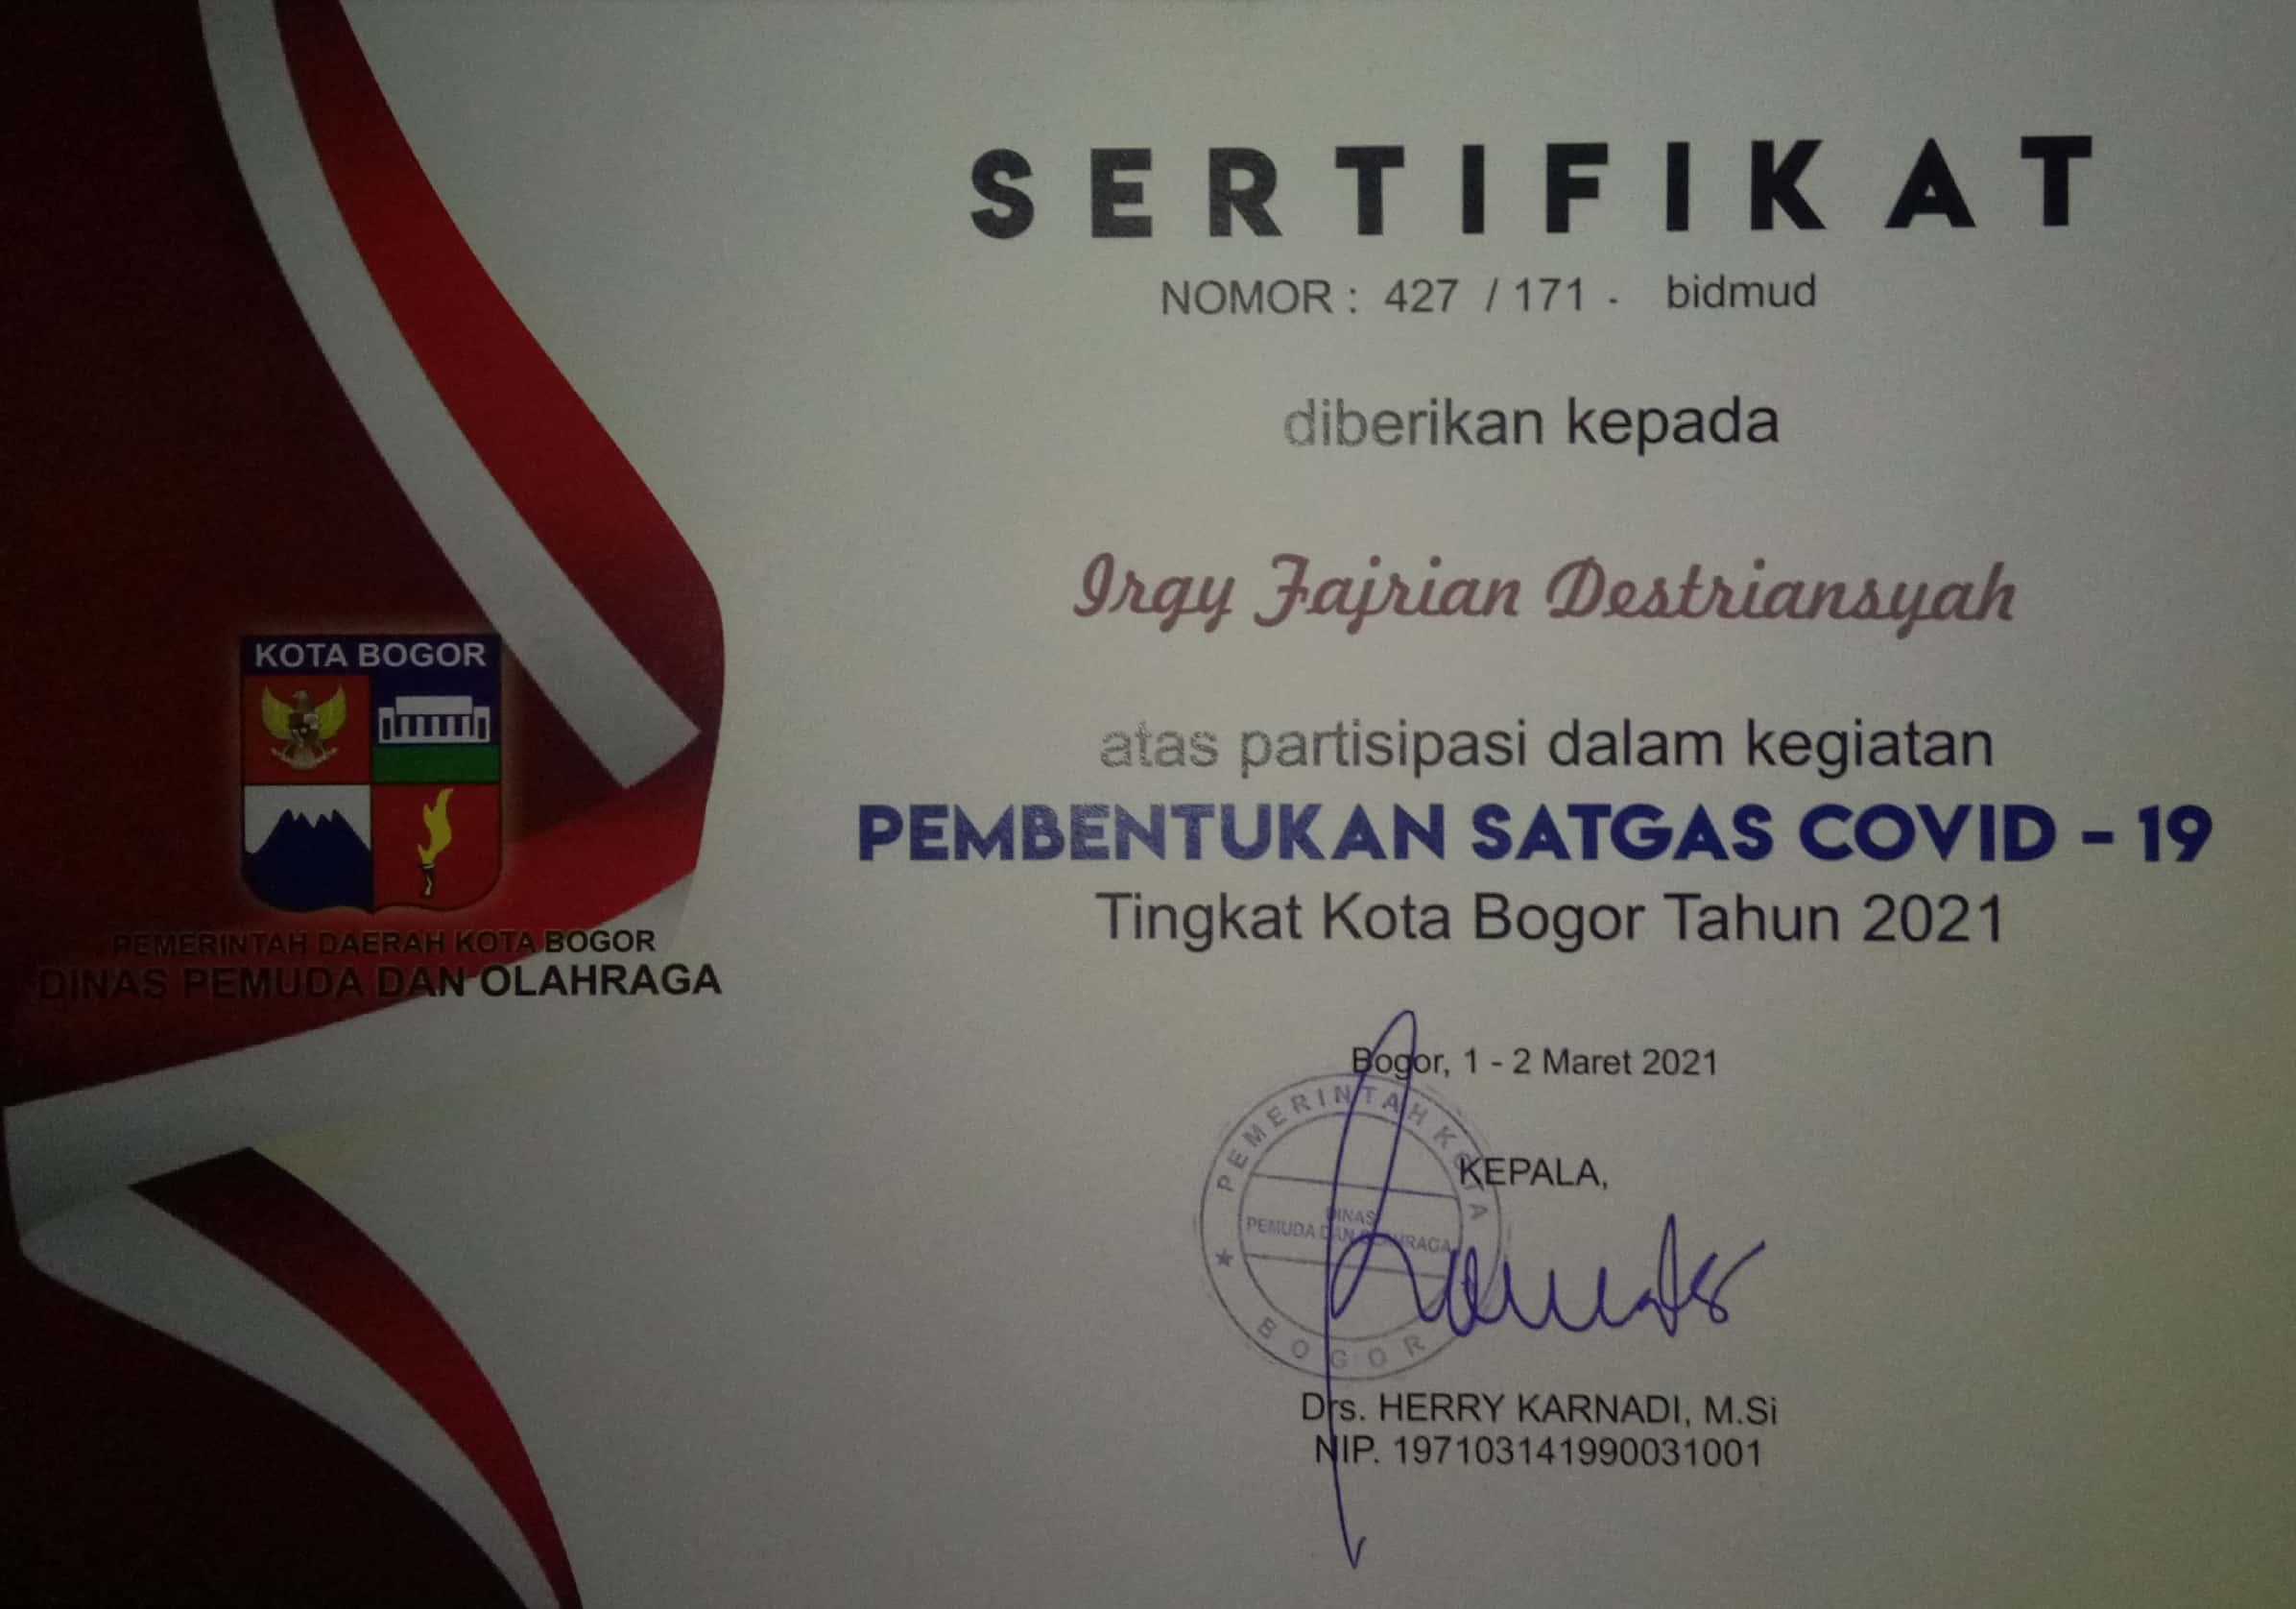 SERTIFIKAT
NOMOR : 427 / 171 - bidmud
diberikan kepada
Irgy Fajrian Destriansyah
atas partisipasi dalam kegiatan
PEMBENTUKAN SATGAS COVID - 19
Tingkat Kota Bogor Tahun 2021
KOTA BOGOR
PEMERINTAH DAERAH KOTA BOGOR
DINAS PEMUDA DAN OLAHRAGA
Bogor, 1 - 2 Maret 2021
KEPALA,
PEMERINTAH KOTA
DINAS
PEMUDA DAN OLAHRAGA
BOGOR
Drs. HERRY KARNADI, M.Si
NIP. 197103141990031001